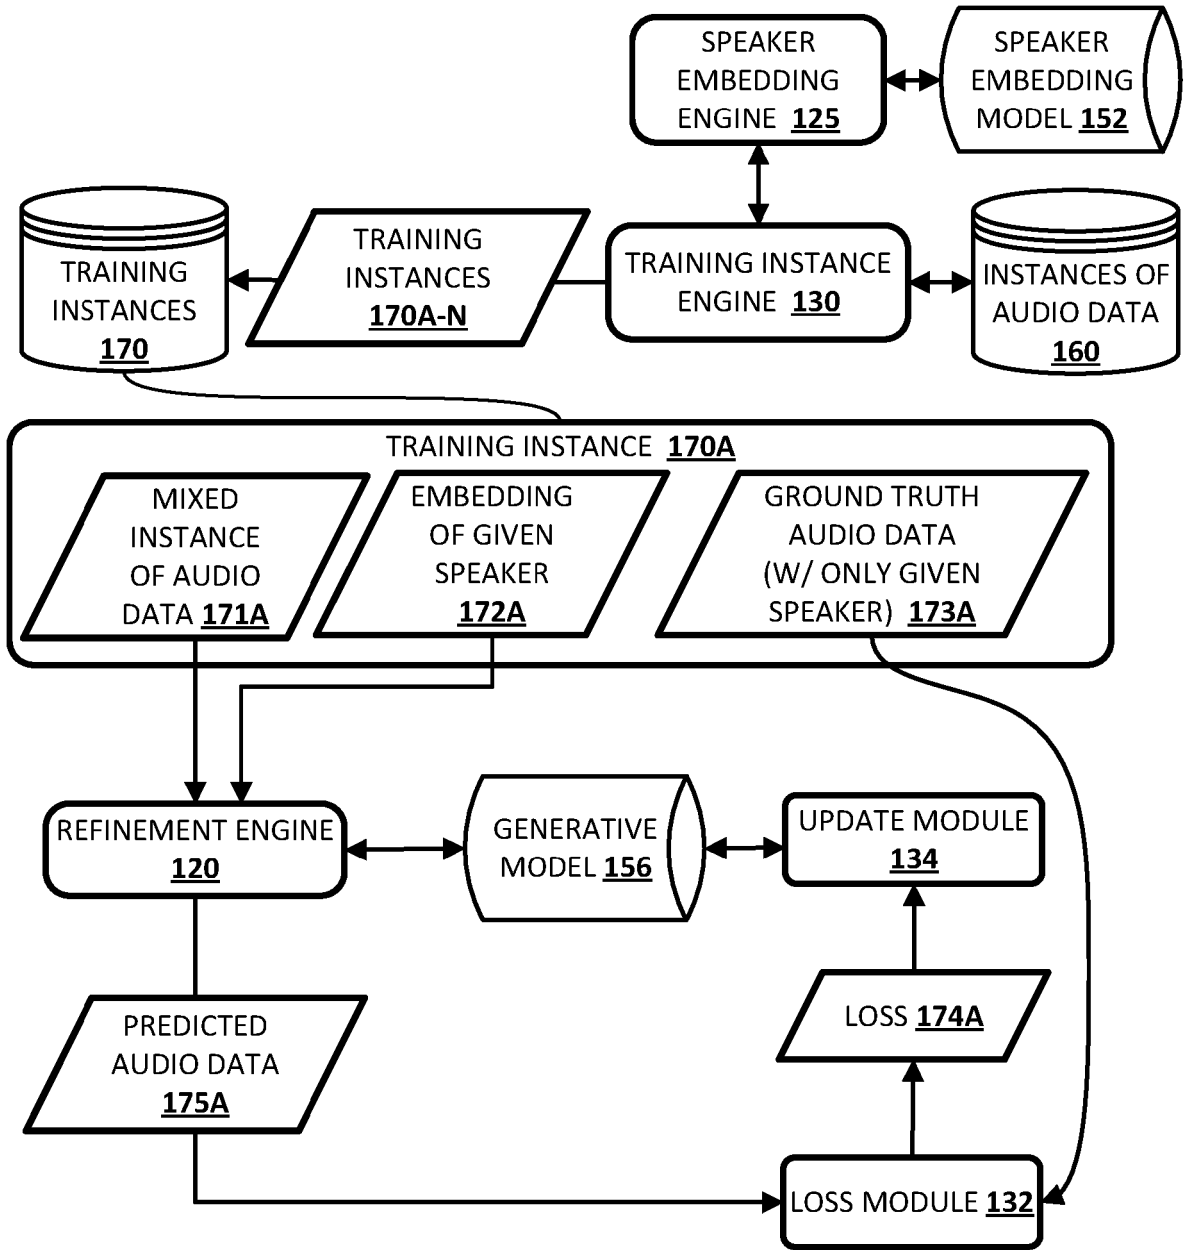 SPEAKER
EMBEDDING
ENGINE 125
SPEAKER
EMBEDDING
MODEL 152
TRAINING
INSTANCES
170
TRAINING
INSTANCES
170A-N
TRAINING INSTANCE
ENGINE 130
INSTANCES OF
AUDIO DATA
160
TRAINING INSTANCE 170A
MIXED
INSTANCE
OF AUDIO
DATA 171A
EMBEDDING
OF GIVEN
SPEAKER
172A
GROUND TRUTH
AUDIO DATA
(W/ ONLY GIVEN
SPEAKER) 173A
REFINEMENT ENGINE
120
GENERATIVE
MODEL 156
UPDATE MODULE
134
PREDICTED
AUDIO DATA
175A
LOSS 174A
LOSS MODULE 132